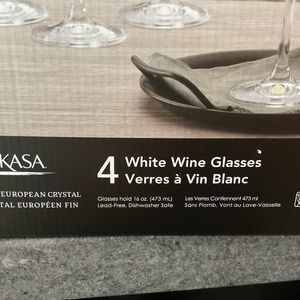 KASA
EUROPEAN CRYSTAL
TAL EUROPÉEN FIN
4 White Wine Glasses
Verres à Vin Blanc
Glasses hold 16 oz. (473 mL)
Lead-Free, Dishwasher Safe
Les Verres Contiennent 473 ml
Sans Plomb, Vont au Lave-Vaisselle